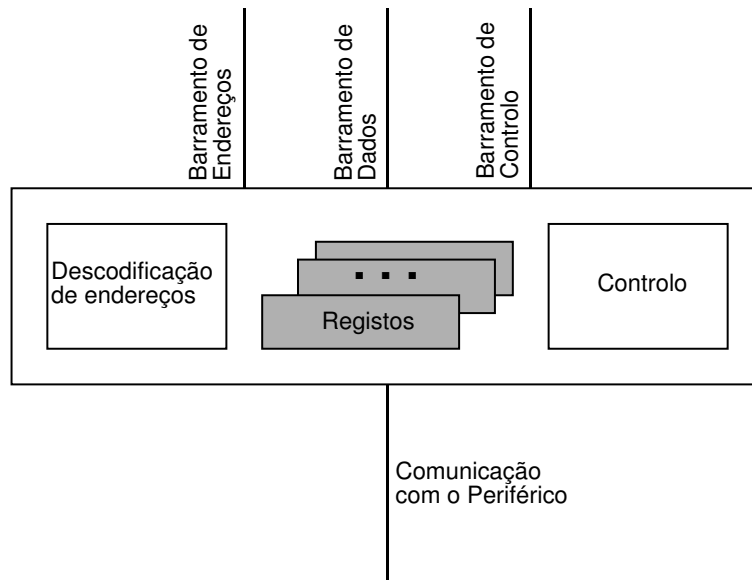 Barramento de
Endereços
Barramento de
Dados
Barramento de
Controlo
Descodificação
de endereços
. . .
Registos
Controlo
Comunicação
com o Periférico